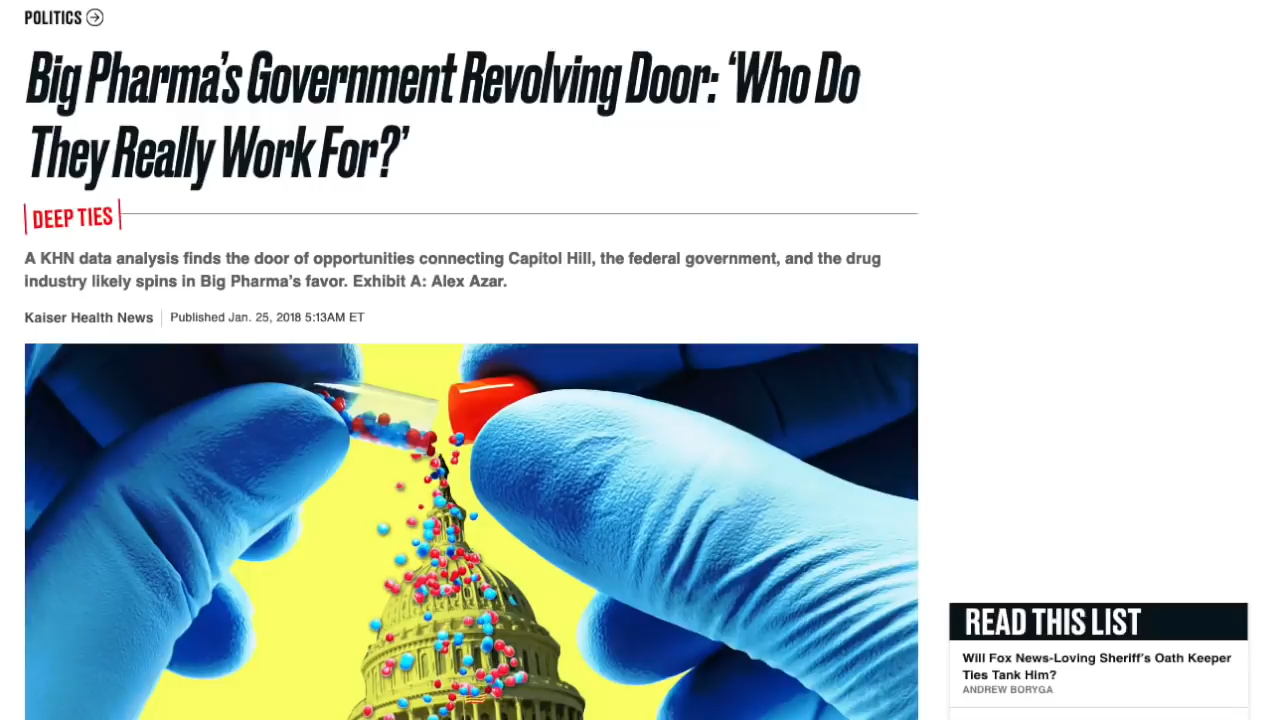 POLITICS
Big Pharma’s Government Revolving Door: ‘Who Do
They Really Work For?’
DEEP TIES
A KHN data analysis finds the door of opportunities connecting Capitol Hill, the federal government, and the drug
industry likely spins in Big Pharma’s favor. Exhibit A: Alex Azar.
Kaiser Health News
Published Jan. 25, 2018 5:13AM ET
READ THIS LIST
Will Fox News-Loving Sheriff’s Oath Keeper
Ties Tank Him?
ANDREW BORYGA